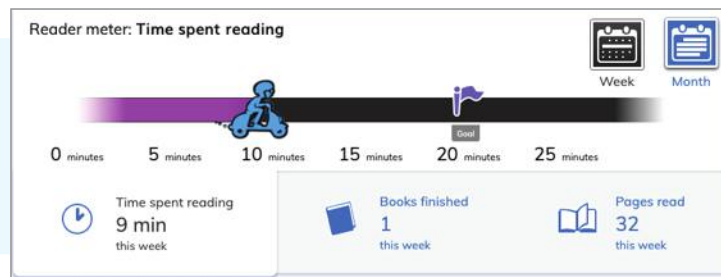 Reader meter: Time spent reading
Week
Month
Goal
0 minutes 5 minutes 10 minutes 15 minutes 20 minutes 25 minutes
Time spent reading
9 min
this week
Books finished
1
this week
Pages read
32
this week